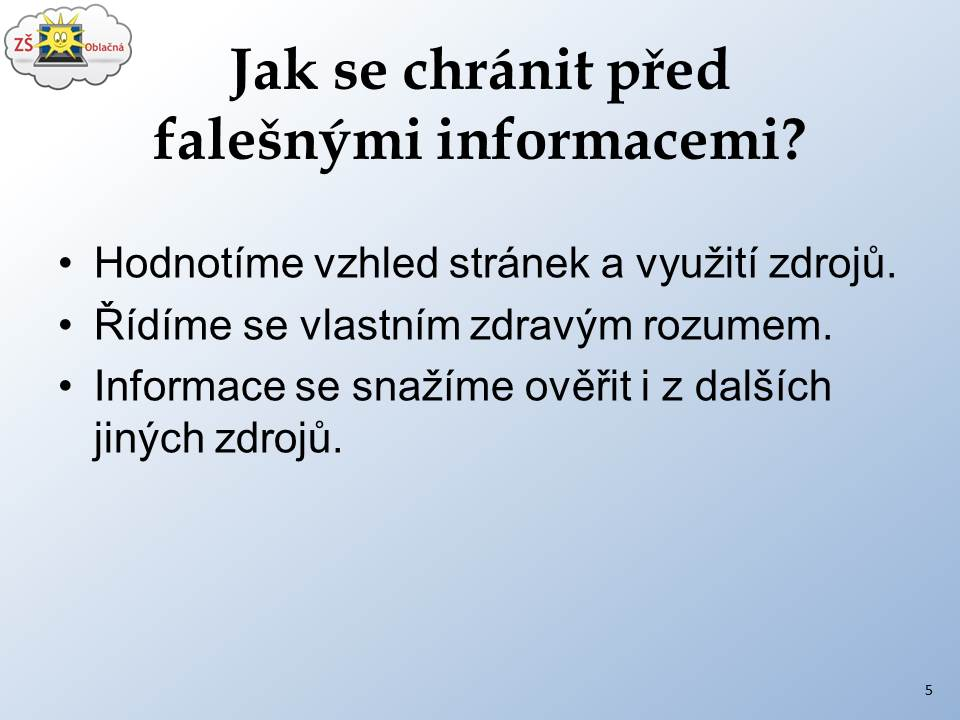 ZŠ Oblačná
Jak se chránit před
falešnými informacemi?
• Hodnotíme vzhled stránek a využití zdrojů.
• Řídíme se vlastním zdravým rozumem.
• Informace se snažíme ověřit i z dalších
jiných zdrojů.
5